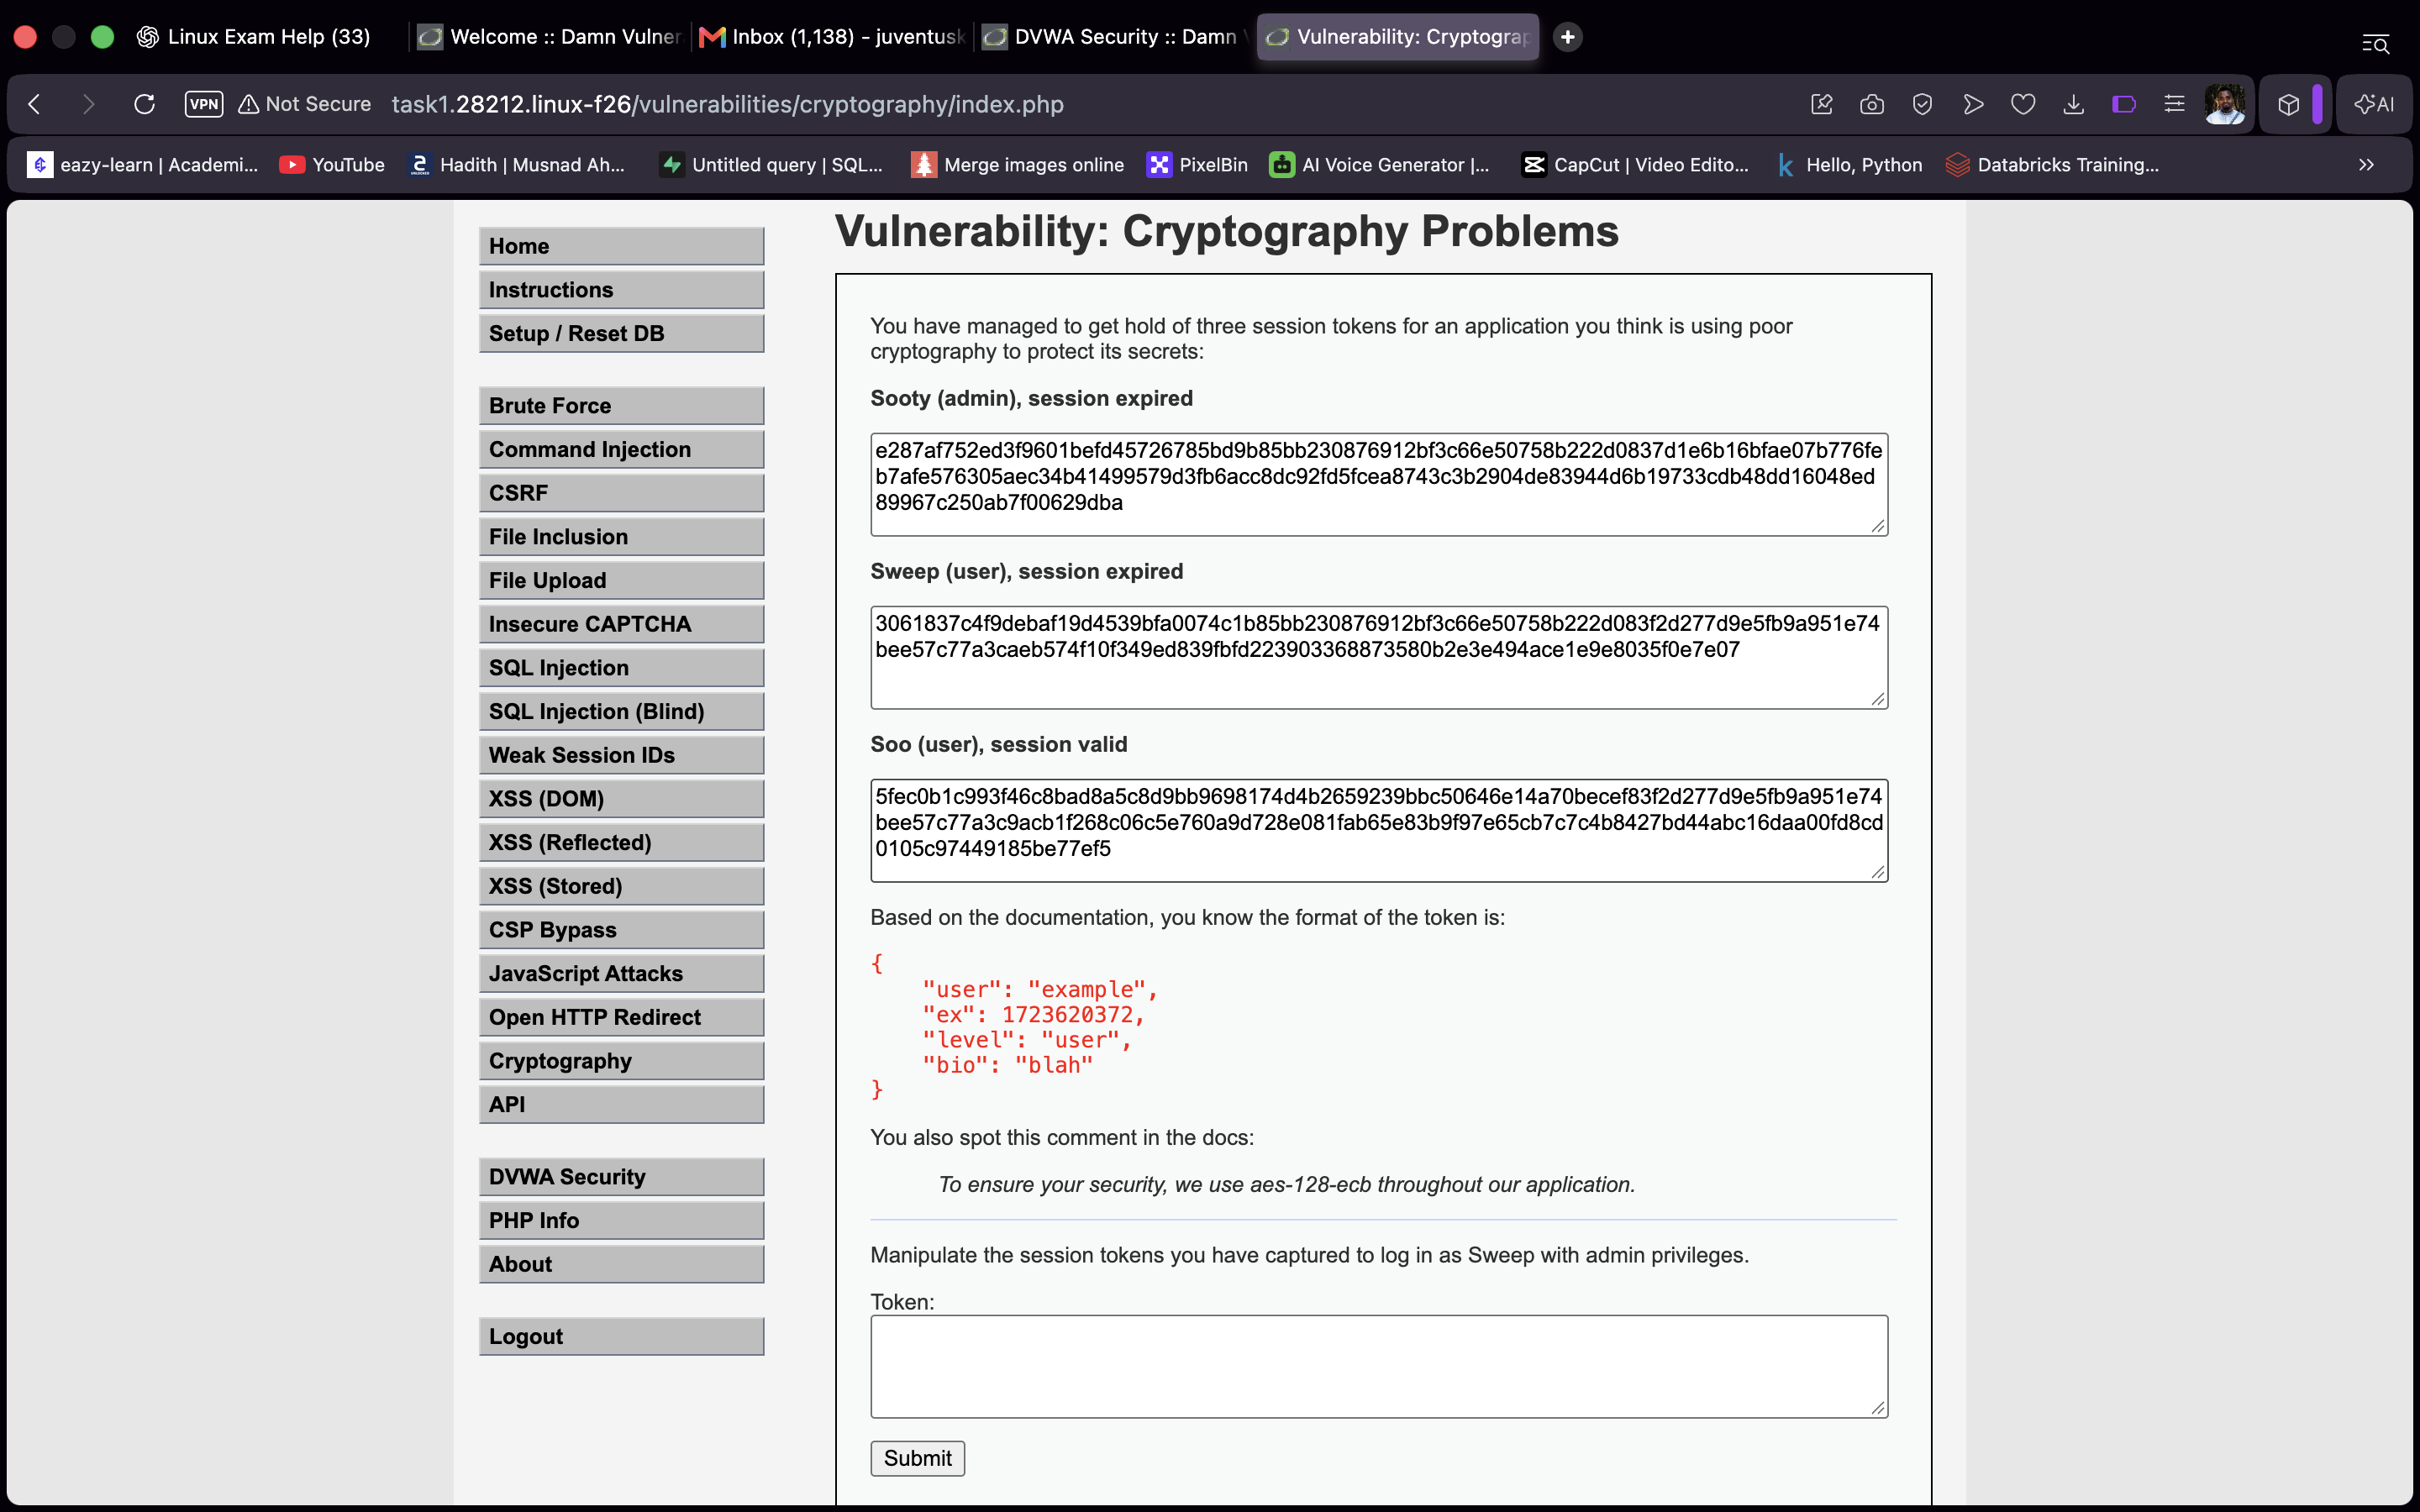 Linux Exam Help (33)
Welcome :: Damn Vulner
Inbox (1,138) - juventusk
DVWA Security :: Damn
Vulnerability: Cryptograp
VPN
Not Secure
task1.28212.linux-f26/vulnerabilities/cryptography/index.php
AI
eazy-learn | Academi...
YouTube
Hadith | Musnad Ah...
Untitled query | SQL...
Merge images online
PixelBin
AI Voice Generator |...
CapCut | Video Edito...
Hello, Python
Databricks Training...
Home
Instructions
Setup / Reset DB
Brute Force
Command Injection
CSRF
File Inclusion
File Upload
Insecure CAPTCHA
SQL Injection
SQL Injection (Blind)
Weak Session IDs
XSS (DOM)
XSS (Reflected)
XSS (Stored)
CSP Bypass
JavaScript Attacks
Open HTTP Redirect
Cryptography
API
DVWA Security
PHP Info
About
Logout
Vulnerability: Cryptography Problems
You have managed to get hold of three session tokens for an application you think is using poor
cryptography to protect its secrets:
Sooty (admin), session expired
e287af752ed3f9601befd45726785bd9b85bb230876912bf3c66e50758b222d0837d1e6b16bfae07b776fe
b7afe576305aec34b41499579d3fb6acc8dc92fd5fcea8743c3b2904de83944d6b19733cdb48dd16048ed
89967c250ab7f00629dba
Sweep (user), session expired
3061837c4f9debaf19d4539bfa0074c1b85bb230876912bf3c66e50758b222d083f2d277d9e5fb9a951e74
bee57c77a3caeb574f10f349ed839fbfd223903368873580b2e3e494ace1e9e8035f0e7e07
Soo (user), session valid
5fec0b1c993f46c8bad8a5c8d9bb9698174d4b2659239bbc50646e14a70becef83f2d277d9e5fb9a951e74
bee57c77a3c9acb1f268c06c5e760a9d728e081fab65e83b9f97e65cb7c7c4b8427bd44abc16daa00fd8cd
0105c97449185be77ef5
Based on the documentation, you know the format of the token is:
{
"user": "example",
"ex": 1723620372,
"level": "user",
"bio": "blah"
}
You also spot this comment in the docs:
To ensure your security, we use aes-128-ecb throughout our application.
Manipulate the session tokens you have captured to log in as Sweep with admin privileges.
Token:
Submit